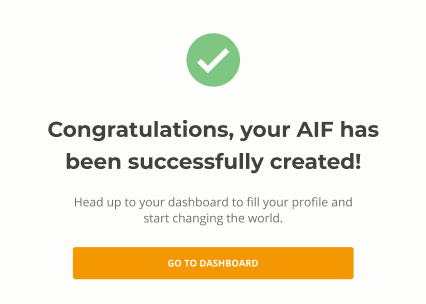 Congratulations, your AIF has
been successfully created!
Head up to your dashboard to fill your profile and
start changing the world.
GO TO DASHBOARD